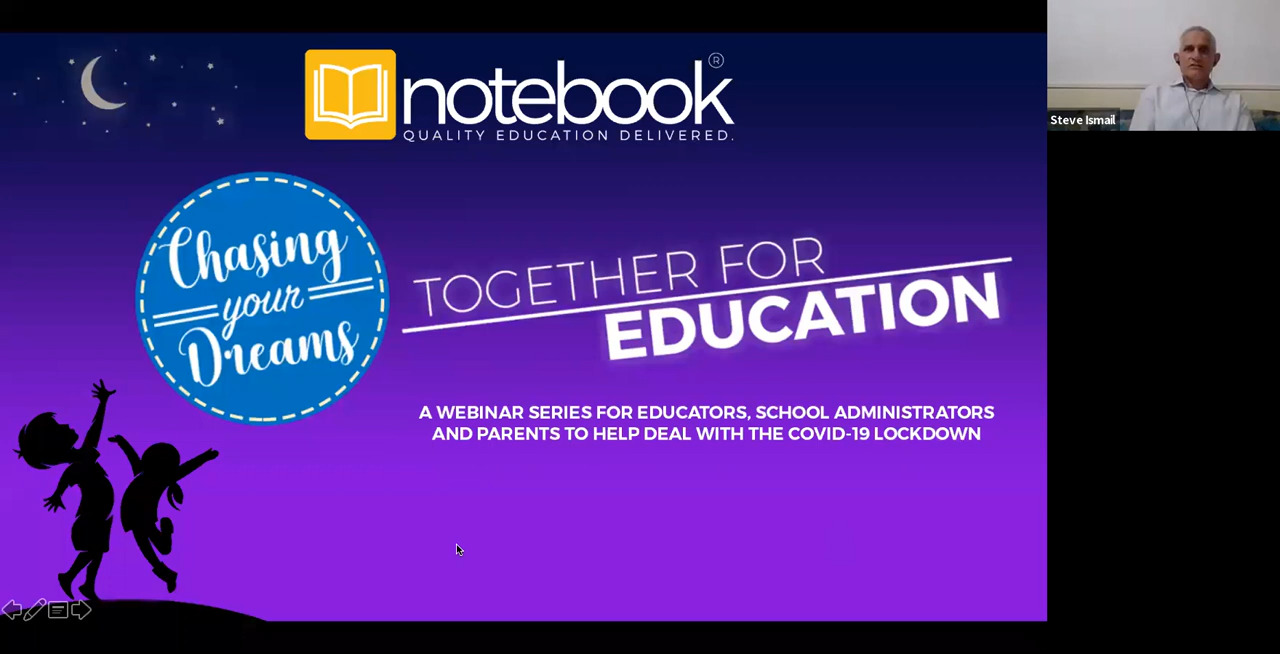 notebook®
QUALITY EDUCATION DELIVERED.
Steve Ismail
Chasing
your
Dreams
TOGETHER FOR
EDUCATION
A WEBINAR SERIES FOR EDUCATORS, SCHOOL ADMINISTRATORS
AND PARENTS TO HELP DEAL WITH THE COVID-19 LOCKDOWN